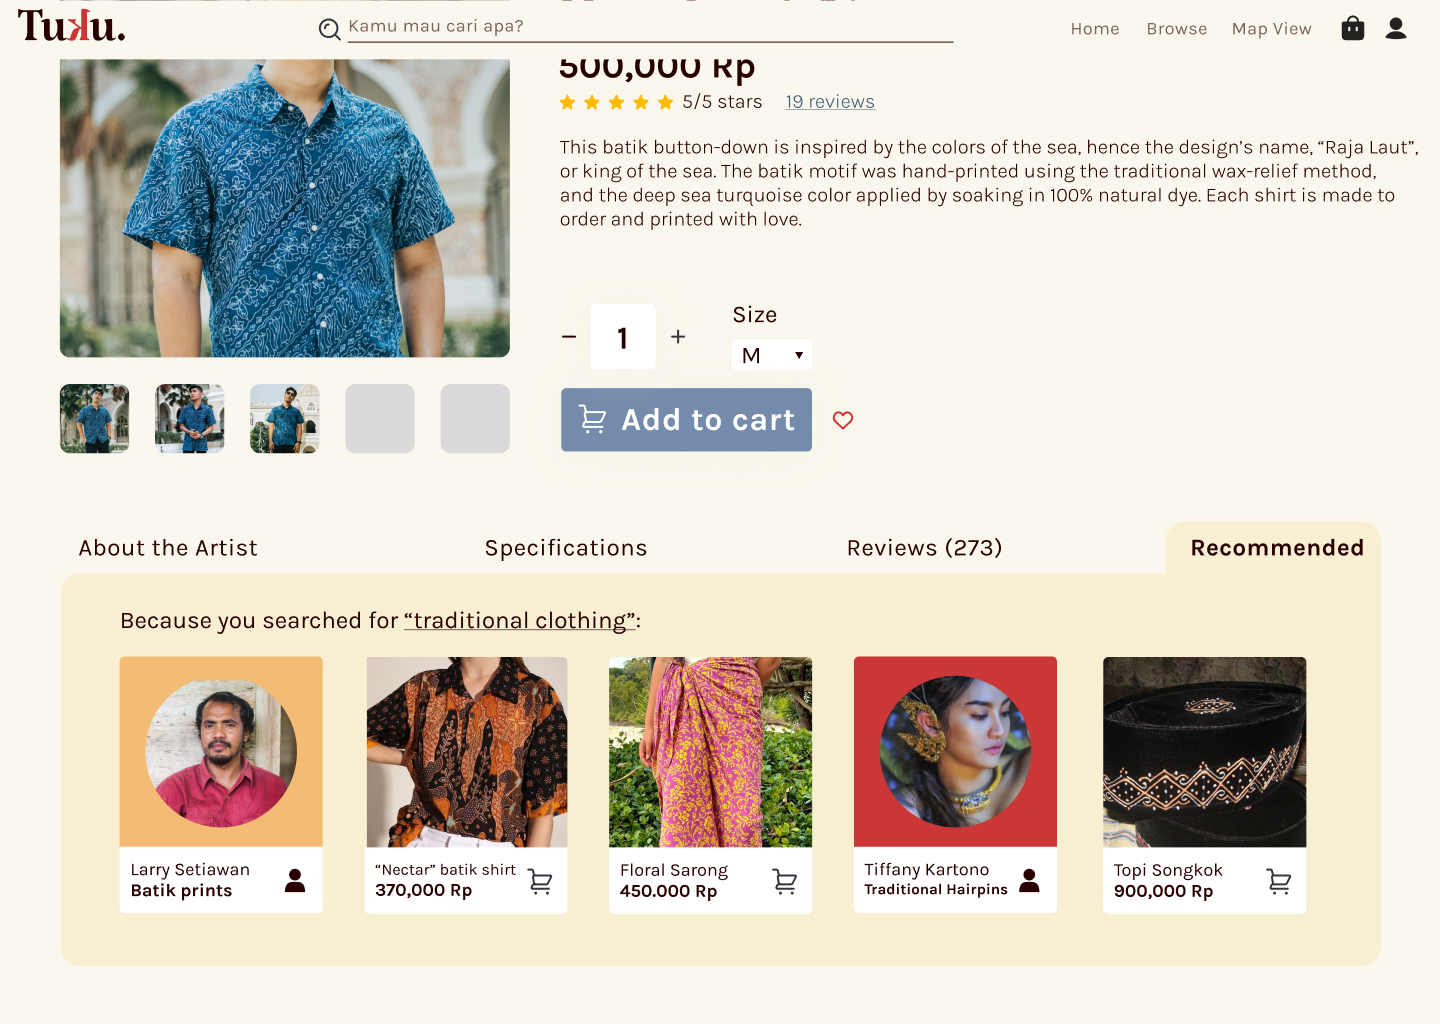 Tuku.
Kamu mau cari apa?
Home
Browse
Map View
500,000 Rp
5/5 stars
19 reviews
This batik button-down is inspired by the colors of the sea, hence the design’s name, “Raja Laut”,
or king of the sea. The batik motif was hand-printed using the traditional wax-relief method,
and the deep sea turquoise color applied by soaking in 100% natural dye. Each shirt is made to
order and printed with love.
Size
1
M
Add to cart
About the Artist
Specifications
Reviews (273)
Recommended
Because you searched for “traditional clothing”:
Larry Setiawan
Batik prints
“Nectar” batik shirt
370,000 Rp
Floral Sarong
450.000 Rp
Tiffany Kartono
Traditional Hairpins
Topi Songkok
900,000 Rp